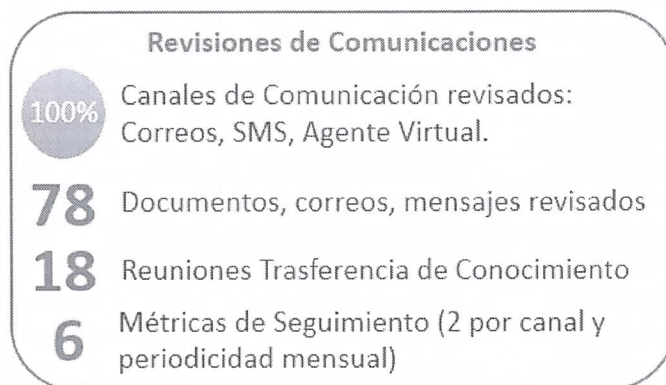 Revisiones de Comunicaciones
100%
Canales de Comunicación revisados:
Correos, SMS, Agente Virtual.
78 Documentos, correos, mensajes revisados
18 Reuniones Trasferencia de Conocimiento
6 Métricas de Seguimiento (2 por canal y
periodicidad mensual)